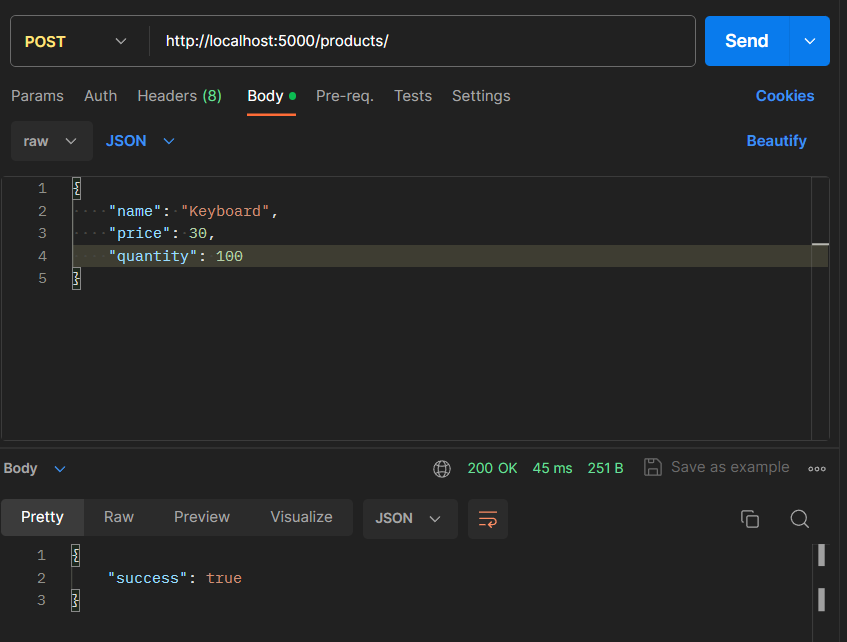 POST http://localhost:5000/products/ Send
Params Auth Headers (8) Body Pre-req. Tests Settings Cookies
raw JSON Beautify
1 {
2 "name": "Keyboard",
3 "price": 30,
4 "quantity": 100
5 }
Body 200 OK 45 ms 251 B Save as example
Pretty Raw Preview Visualize JSON
1 {
2 "success": true
3 }